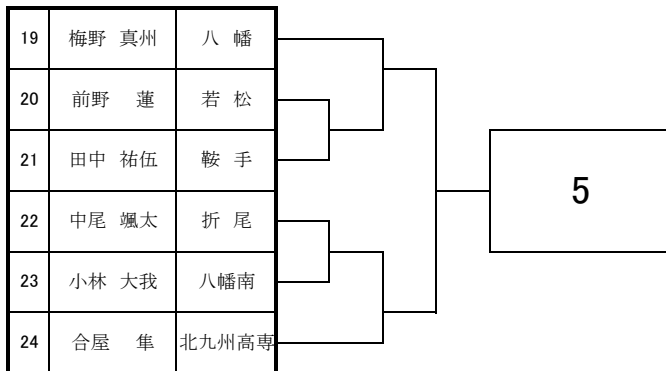 19 梅野 真州 八 幡
20 前野 蓮 若 松
21 田中 祐伍 鞍 手
5
22 中尾 颯太 折 尾
23 小林 大我 八幡南
24 合屋 隼 北九州高専